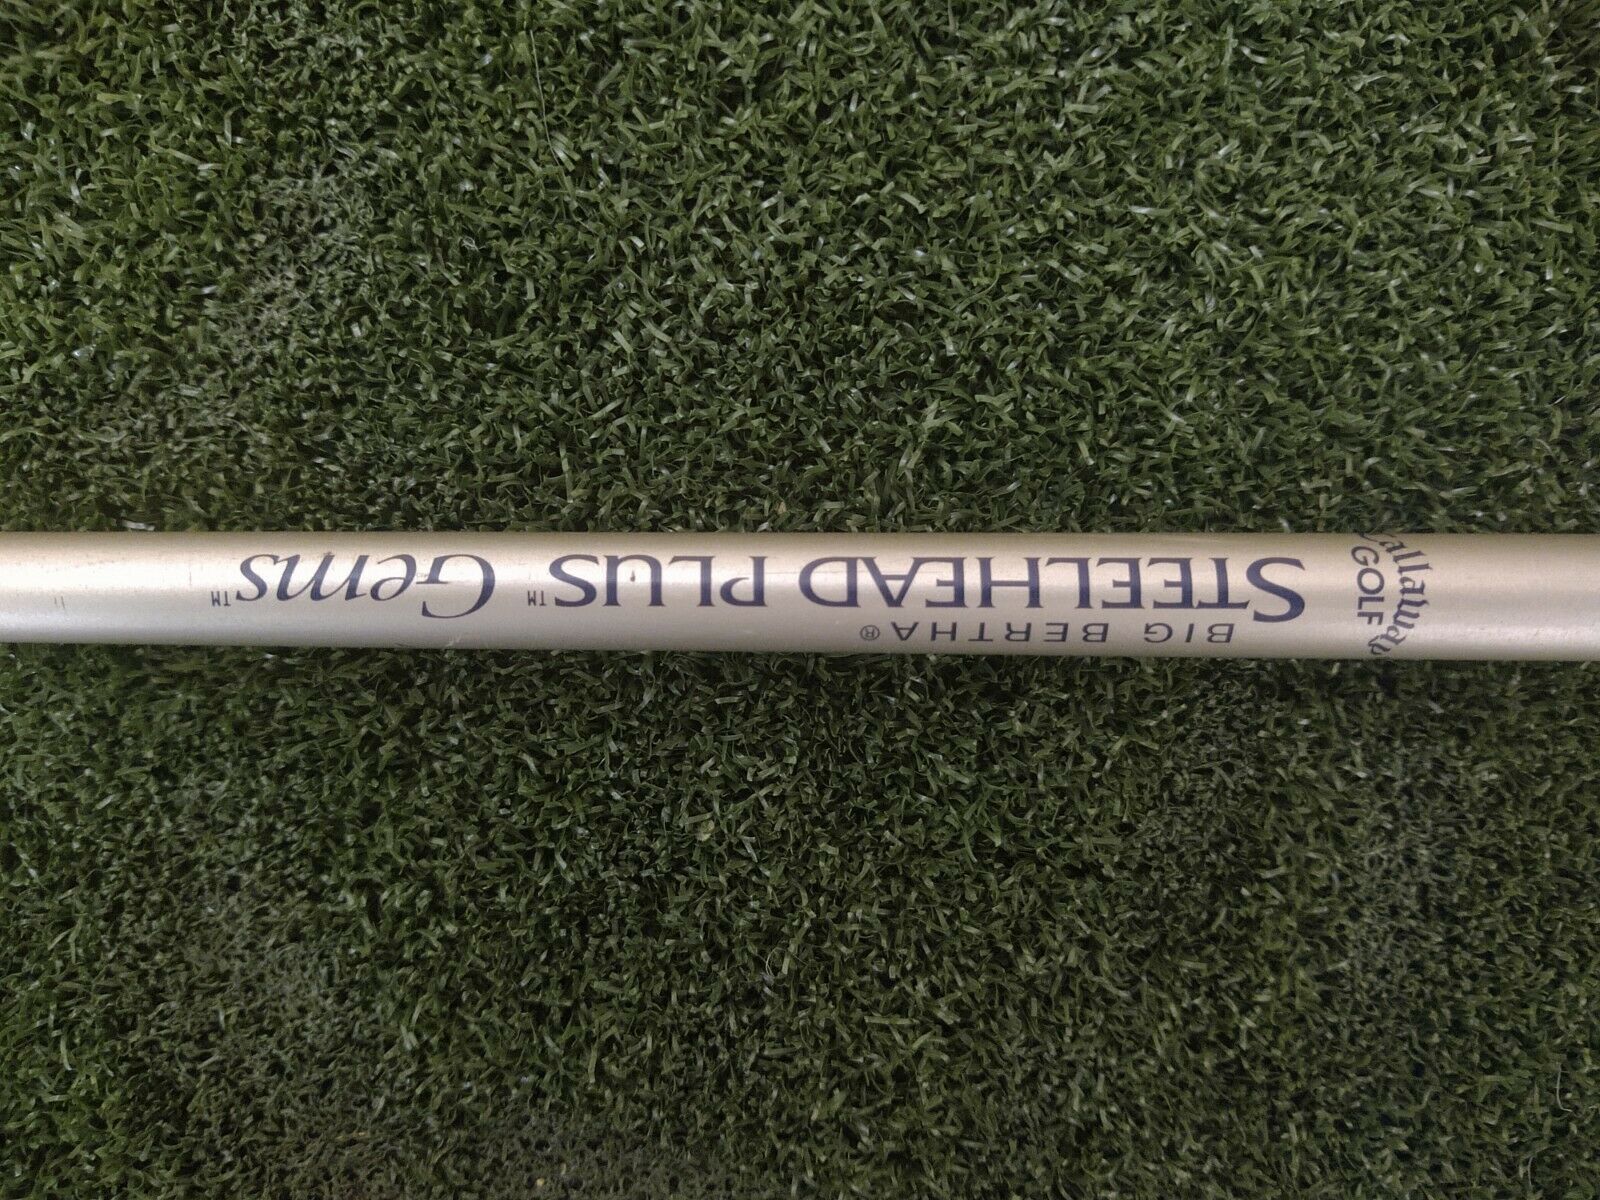 Callaway
GOLF
BIG BERTHA®
STEELHEAD PLUS™ Gems™